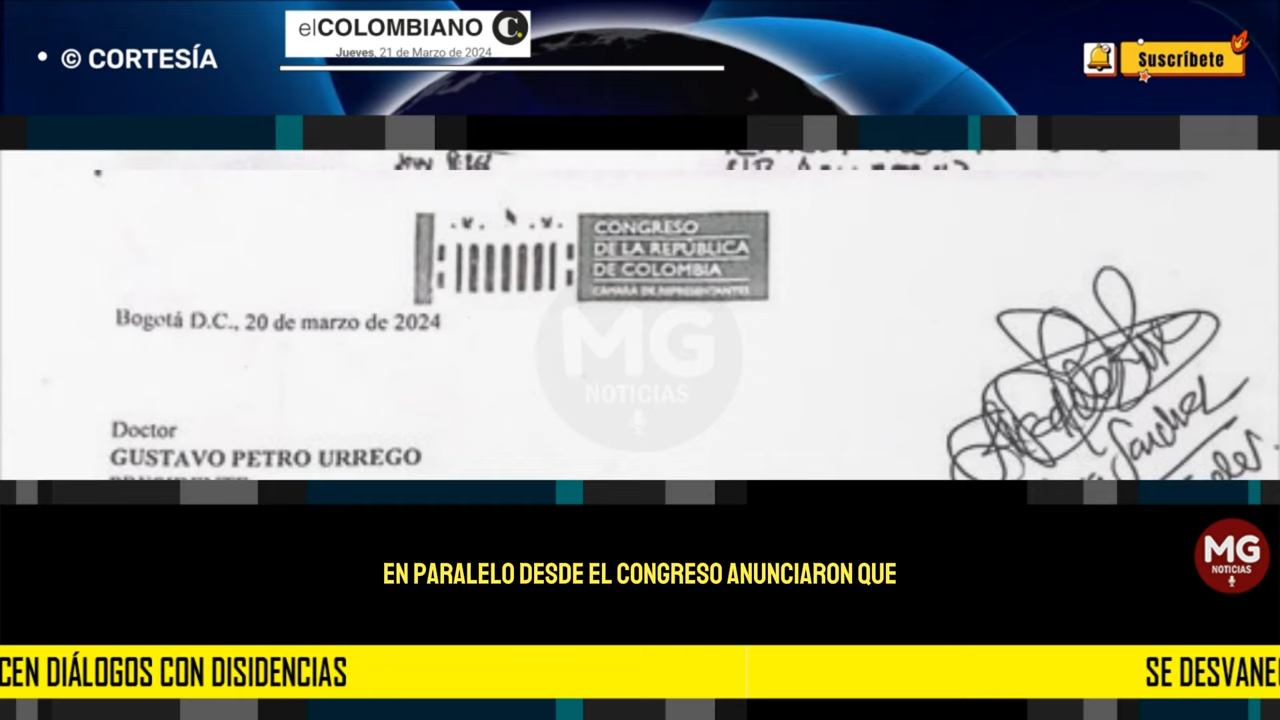 elCOLOMBIANO C.
Jueves, 21 de Marzo de 2024
• © CORTESÍA
Suscríbete
CONGRESO
DE LA REPÚBLICA
DE COLOMBIA
CÁMARA DE REPRESENTANTES
Bogotá D.C., 20 de marzo de 2024
MG
NOTICIAS
Doctor
GUSTAVO PETRO URREGO
PRESIDENTE
Sanchez
EN PARALELO DESDE EL CONGRESO ANUNCIARON QUE
MG
NOTICIAS
CEN DIÁLOGOS CON DISIDENCIAS
SE DESVANE